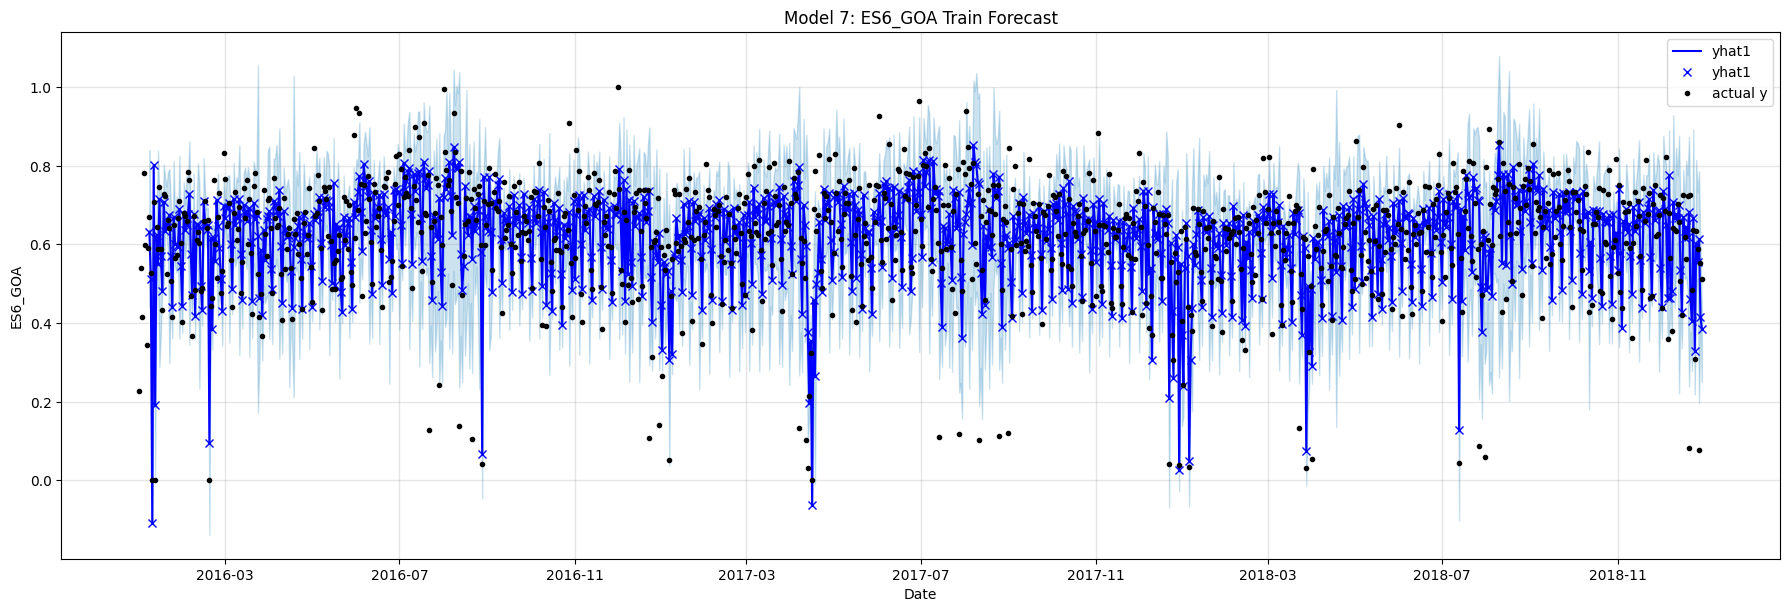 Model 7: ES6_GOA Train Forecast
yhat1
yhat1
actual y
1.0
0.8
0.6
0.4
0.2
0.0
ES6_GOA
2016-03
2016-07
2016-11
2017-03
2017-07
2017-11
2018-03
2018-07
2018-11
Date